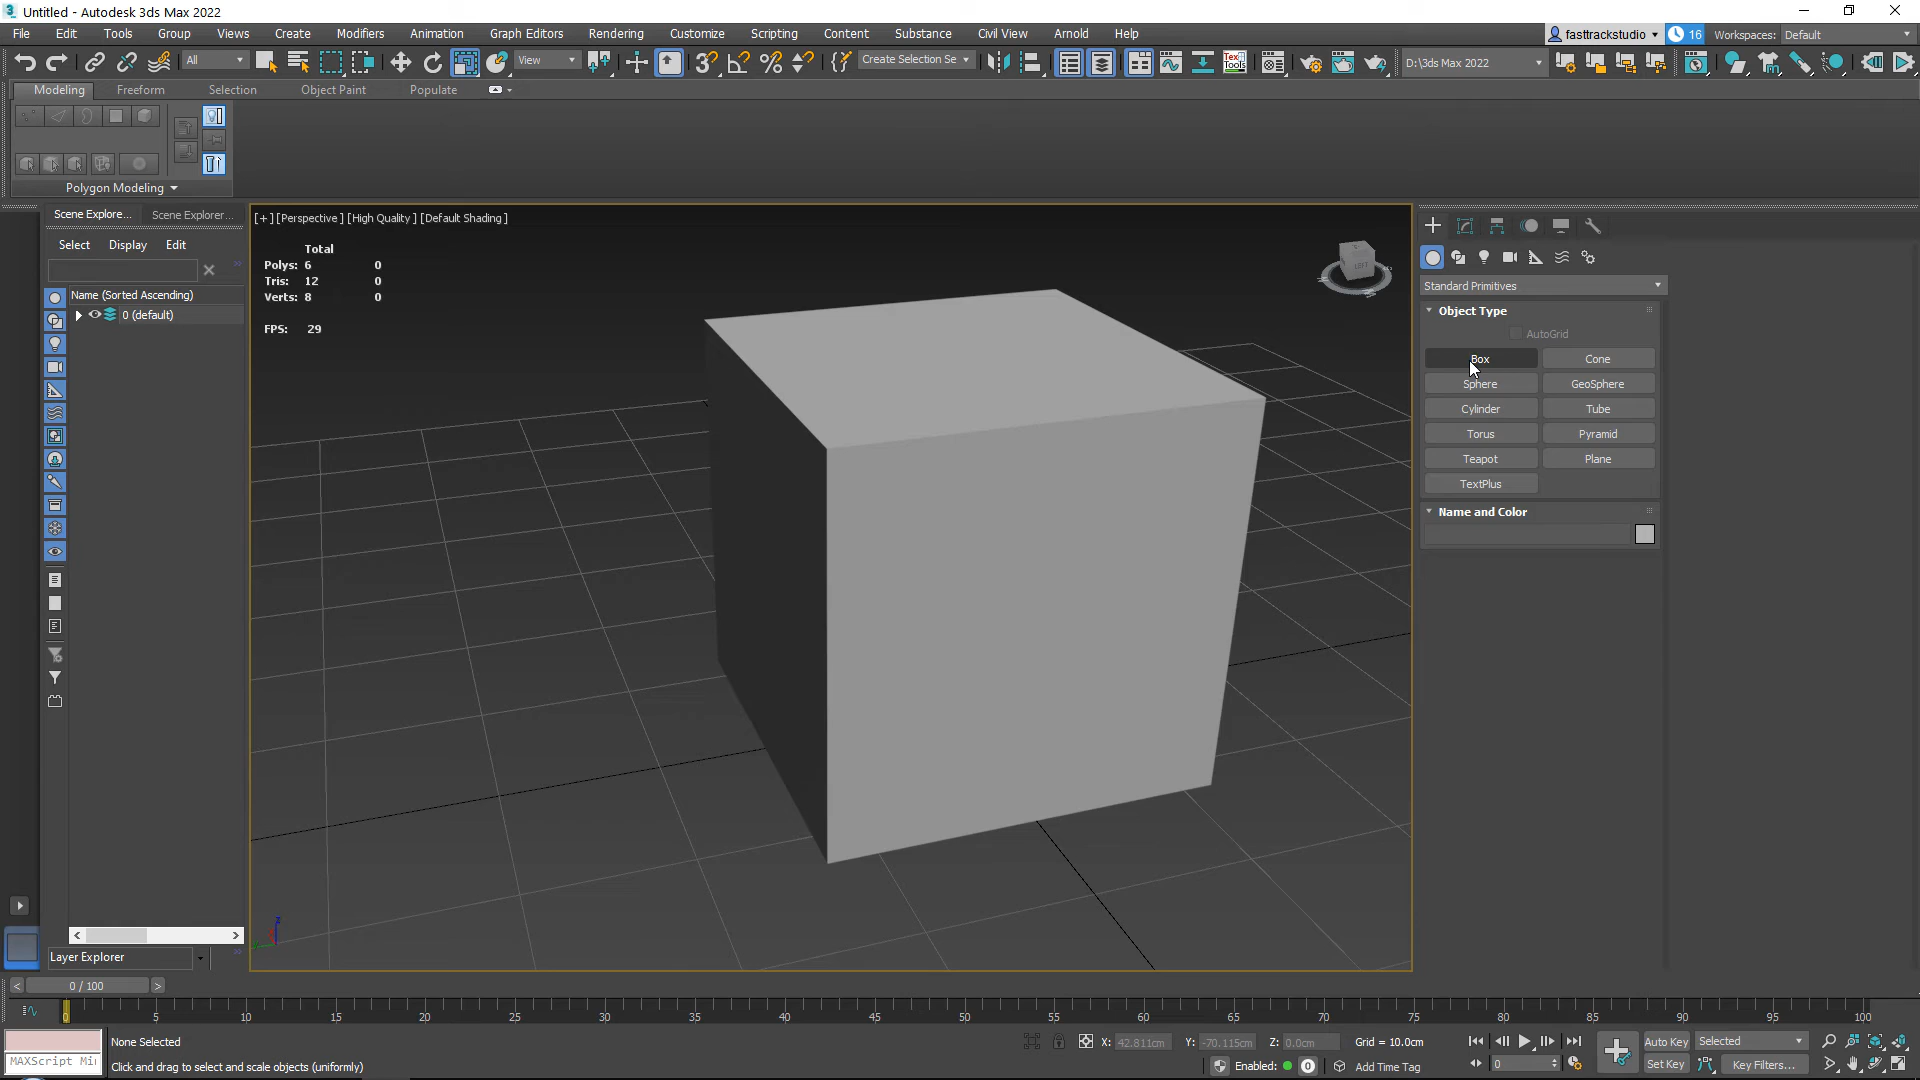 Untitled - Autodesk 3ds Max 2022
File Edit Tools Group Views Create Modifiers Animation Graph Editors Rendering Customize Scripting Content Substance Civil View Arnold Help
fasttrackstudio 16 Workspaces: Default
All View Create Selection Se D:\3ds Max 2022
Modeling Freeform Selection Object Paint Populate
Polygon Modeling
Scene Explore... Scene Explorer...
Select Display Edit
Name (Sorted Ascending)
0 (default)
[+] [Perspective] [High Quality] [Default Shading]
Total
Polys: 6 0
Tris: 12 0
Verts: 8 0
FPS: 29
LEFT
Standard Primitives
Object Type
AutoGrid
Box Cone
Sphere GeoSphere
Cylinder Tube
Torus Pyramid
Teapot Plane
TextPlus
Name and Color
Layer Explorer
0 / 100
0 5 10 15 20 25 30 35 40 45 50 55 60 65 70 75 80 85 90 95 100
None Selected
X: 42.811cm Y: -70.115cm Z: 0.0cm Grid = 10.0cm
Auto Key Selected
MAXScript Mi
Click and drag to select and scale objects (uniformly)
Enabled: 0 Add Time Tag
0
Set Key Key Filters...